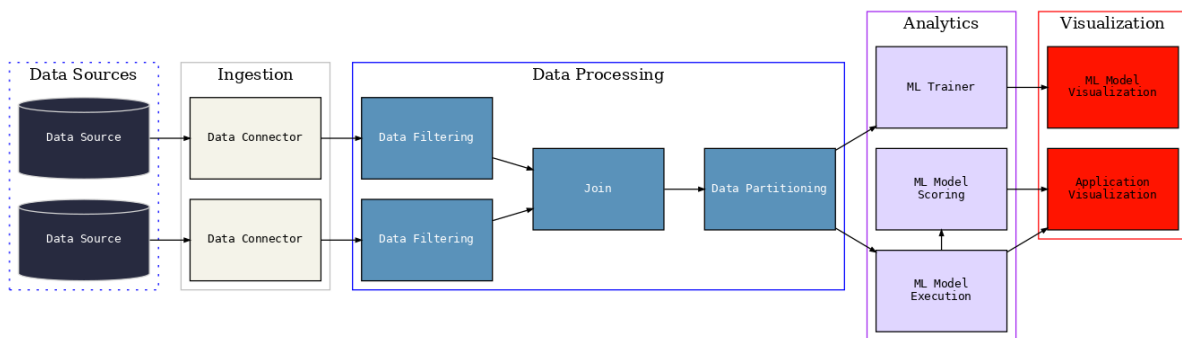 Data Sources
Data Source
Data Source
Ingestion
Data Connector
Data Connector
Data Processing
Data Filtering
Data Filtering
Join
Data Partitioning
Analytics
ML Trainer
ML Model
Scoring
ML Model
Execution
Visualization
ML Model
Visualization
Application
Visualization